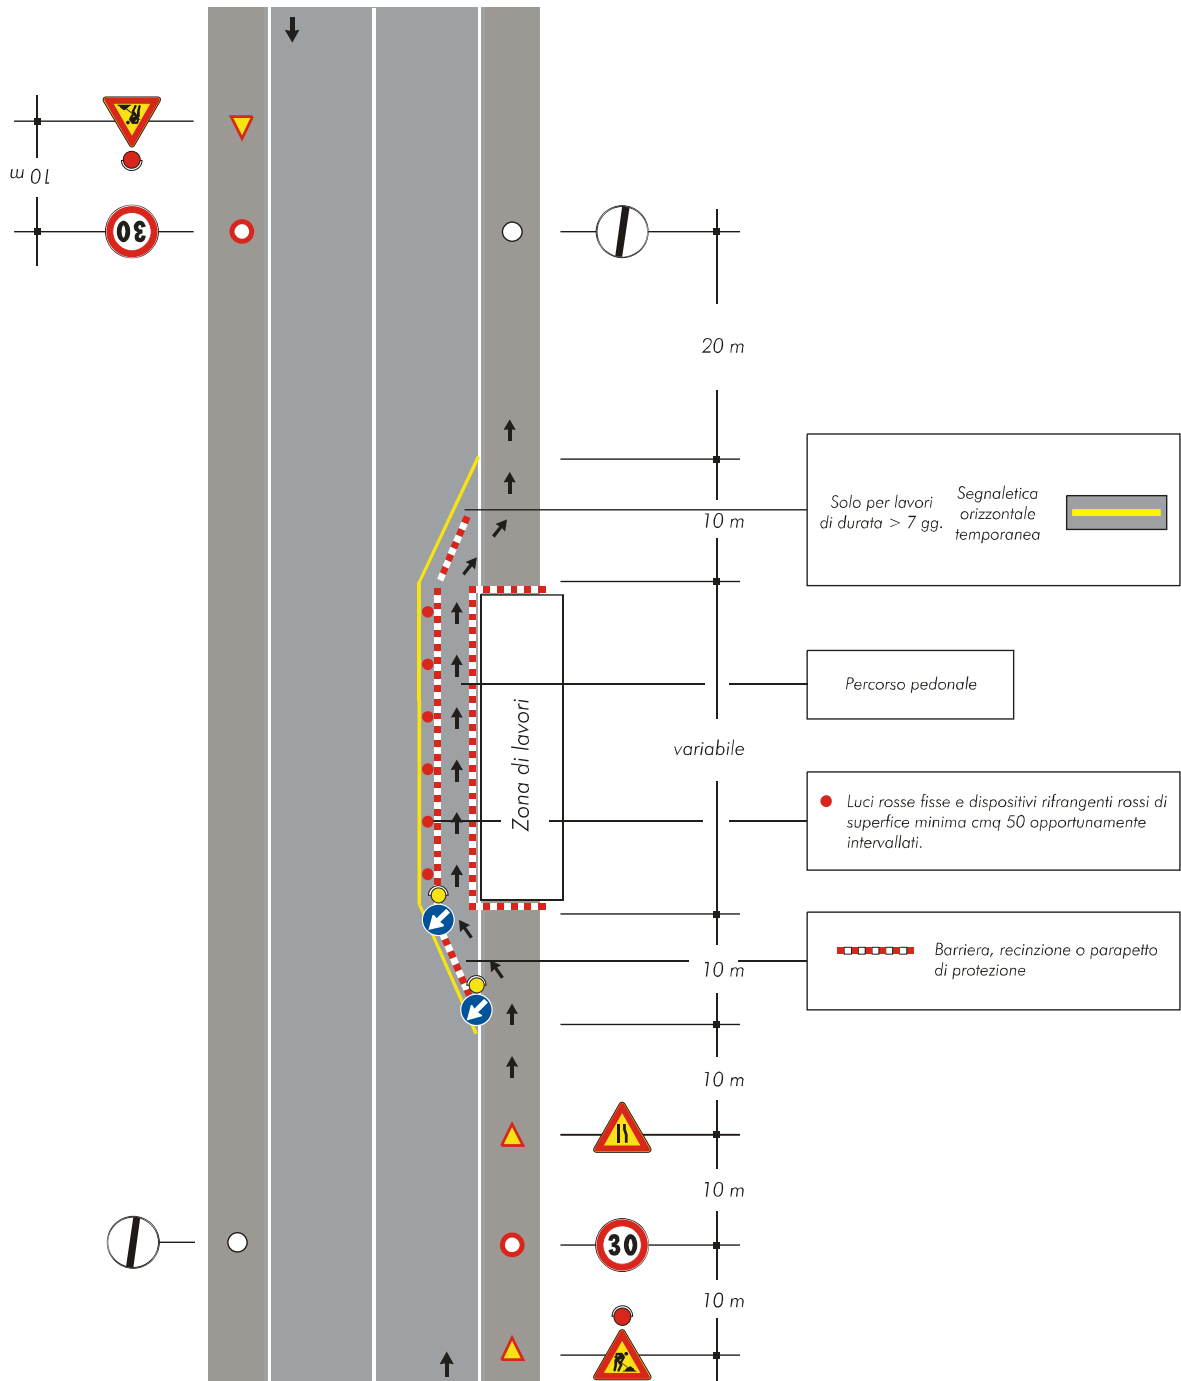 10 m
30
20 m
10 m
Solo per lavori
di durata > 7 gg.
Segnaletica
orizzontale
temporanea
Percorso pedonale
Zona di lavori
variabile
Luci rosse fisse e dispositivi rifrangenti rossi di
superfice minima cmq 50 opportunamente
intervallati.
Barriera, recinzione o parapetto
di protezione
10 m
10 m
10 m
30
10 m